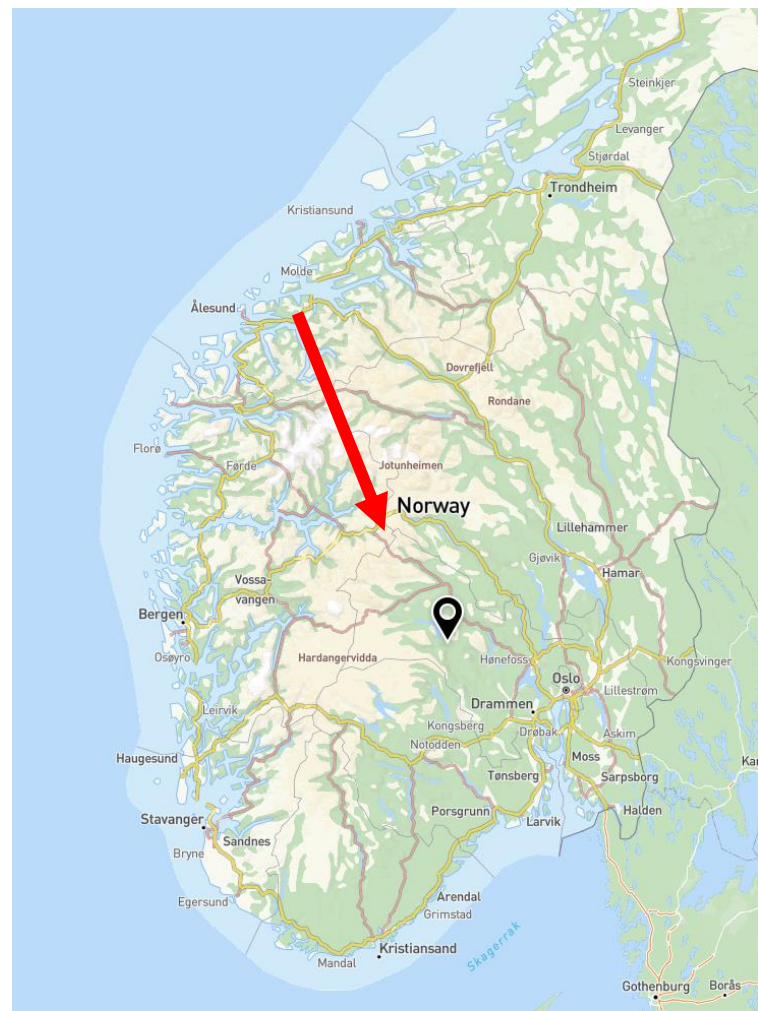 Steinkjer
Levanger
Stjørdal
Trondheim
Kristiansund
Molde
Ålesund
Dovrefjell
Rondane
Florø
Førde
Jotunheimen
Norway
Lillehammer
Gjøvik
Hamar
Vossa-
vangen
Bergen
Osøyro
Hardangervidda
Hønefoss
Kongsvinger
Oslo
Lillestrøm
Leirvik
Drammen
Kongsberg
Drøbak
Askim
Notodden
Haugesund
Moss
Kar
Tønsberg
Sarpsborg
Porsgrunn
Halden
Stavanger
Larvik
Sandnes
Bryne
Egersund
Arendal
Grimstad
Kristiansand
Mandal
Skagerrak
Gothenburg
Borås